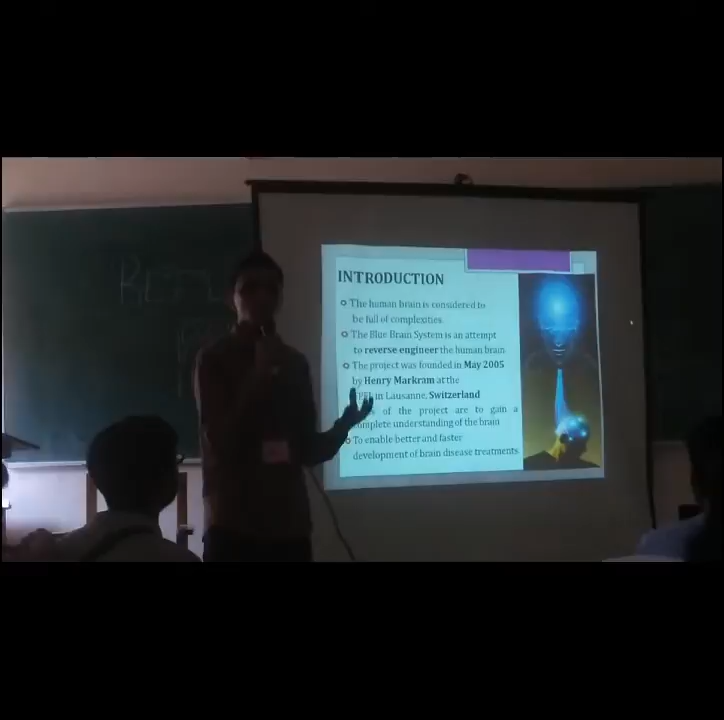 INTRODUCTION
The human brain is considered to
be full of complexities.
The Blue Brain System is an attempt
to reverse engineer the human brain
The project was founded in May 2005
by Henry Markram at the
in Lausanne, Switzerland
of the project are to gain a
complete understanding of the brain
To enable better and faster
development of brain disease treatments